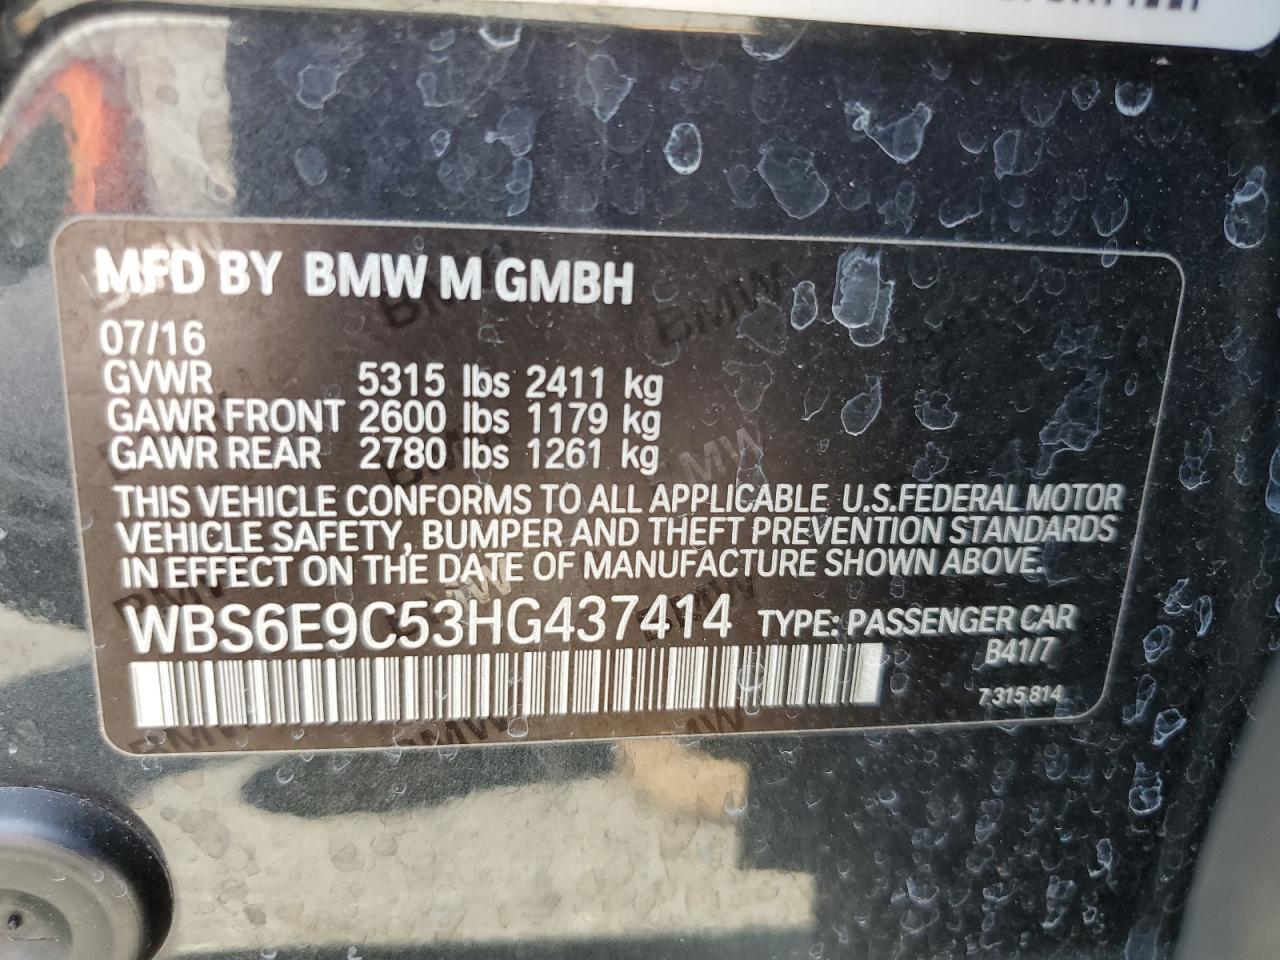 MFD BY BMW M GMBH
07/16
GVWR 5315 lbs 2411 kg
GAWR FRONT 2600 lbs 1179 kg
GAWR REAR 2780 lbs 1261 kg
THIS VEHICLE CONFORMS TO ALL APPLICABLE U.S.FEDERAL MOTOR
VEHICLE SAFETY, BUMPER AND THEFT PREVENTION STANDARDS
IN EFFECT ON THE DATE OF MANUFACTURE SHOWN ABOVE.
WBS6E9C53HG437414 TYPE: PASSENGER CAR
B41/7
7 315 814